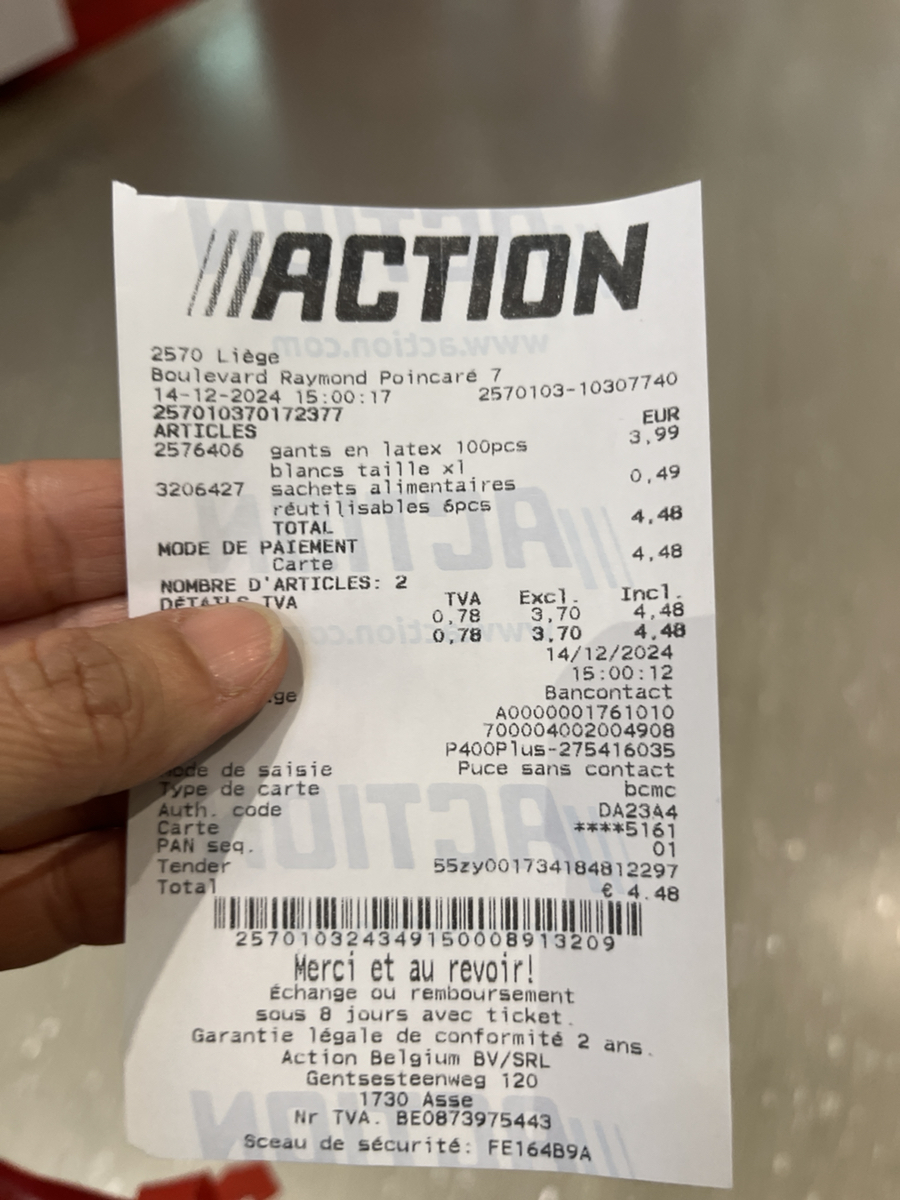 ACTION
2570 Liège
Boulevard Raymond Poincaré 7
14-12-2024 15:00:17 2570103-10307740
257010370172377 EUR
ARTICLES 3,99
2576406 gants en latex 100pcs
blancs taille xl 0,49
3206427 sachets alimentaires
réutilisables 6pcs 4,48
TOTAL
MODE DE PAIEMENT 4,48
Carte
NOMBRE D'ARTICLES: 2
DÉTAILS TVA TVA Excl. Incl.
0,78 3,70 4,48
0,78 3,70 4,48
14/12/2024
15:00:12
Bancontact
A0000001761010
700004002004908
P400Plus-275416035
Mode de saisie Puce sans contact
Type de carte bcmc
Auth. code DA23A4
Carte ****5161
PAN seq. 01
Tender 55zy001734184812297
Total € 4.48
257010324349150008913209
Merci et au revoir!
Échange ou remboursement
sous 8 jours avec ticket.
Garantie légale de conformité 2 ans.
Action Belgium BV/SRL
Gentsesteenweg 120
1730 Asse
Nr TVA. BE0873975443
Sceau de sécurité: FE164B9A